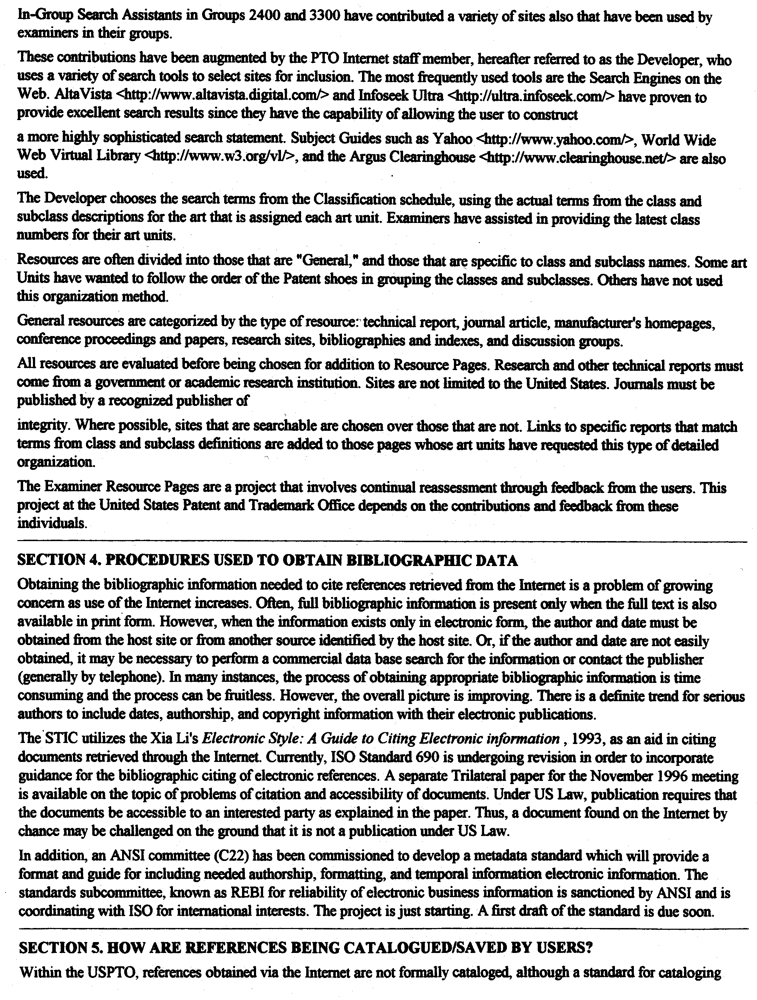 In-Group Search Assistants in Groups 2400 and 3300 have contributed a variety of sites also that have been used by
examiners in their groups.
These contributions have been augmented by the PTO Internet staff member, hereafter referred to as the Developer, who
uses a variety of search tools to select sites for inclusion. The most frequently used tools are the Search Engines on the
Web. AltaVista <http://www.altavista.digital.com/> and Infoseek Ultra <http://ultra.infoseek.com/> have proven to
provide excellent search results since they have the capability of allowing the user to construct
a more highly sophisticated search statement. Subject Guides such as Yahoo <http://www.yahoo.com/>, World Wide
Web Virtual Library <http://www.w3.org/vl/>, and the Argus Clearinghouse <http://www.clearinghouse.net/> are also
used.
The Developer chooses the search terms from the Classification schedule, using the actual terms from the class and
subclass descriptions for the art that is assigned each art unit. Examiners have assisted in providing the latest class
numbers for their art units.
Resources are often divided into those that are "General," and those that are specific to class and subclass names. Some art
Units have wanted to follow the order of the Patent shoes in grouping the classes and subclasses. Others have not used
this organization method.
General resources are categorized by the type of resource: technical report, journal article, manufacturer's homepages,
conference proceedings and papers, research sites, bibliographies and indexes, and discussion groups.
All resources are evaluated before being chosen for addition to Resource Pages. Research and other technical reports must
come from a government or academic research institution. Sites are not limited to the United States. Journals must be
published by a recognized publisher of
integrity. Where possible, sites that are searchable are chosen over those that are not. Links to specific reports that match
terms from class and subclass definitions are added to those pages whose art units have requested this type of detailed
organization.
The Examiner Resource Pages are a project that involves continual reassessment through feedback from the users. This
project at the United States Patent and Trademark Office depends on the contributions and feedback from these
individuals.
SECTION 4. PROCEDURES USED TO OBTAIN BIBLIOGRAPHIC DATA
Obtaining the bibliographic information needed to cite references retrieved from the Internet is a problem of growing
concern as use of the Internet increases. Often, full bibliographic information is present only when the full text is also
available in print form. However, when the information exists only in electronic form, the author and date must be
obtained from the host site or from another source identified by the host site. Or, if the author and date are not easily
obtained, it may be necessary to perform a commercial data base search for the information or contact the publisher
(generally by telephone). In many instances, the process of obtaining appropriate bibliographic information is time
consuming and the process can be fruitless. However, the overall picture is improving. There is a definite trend for serious
authors to include dates, authorship, and copyright information with their electronic publications.
The STIC utilizes the Xia Li's Electronic Style: A Guide to Citing Electronic information , 1993, as an aid in citing
documents retrieved through the Internet. Currently, ISO Standard 690 is undergoing revision in order to incorporate
guidance for the bibliographic citing of electronic references. A separate Trilateral paper for the November 1996 meeting
is available on the topic of problems of citation and accessibility of documents. Under US Law, publication requires that
the documents be accessible to an interested party as explained in the paper. Thus, a document found on the Internet by
chance may be challenged on the ground that it is not a publication under US Law.
In addition, an ANSI committee (C22) has been commissioned to develop a metadata standard which will provide a
format and guide for including needed authorship, formatting, and temporal information electronic information. The
standards subcommittee, known as REBI for reliability of electronic business information is sanctioned by ANSI and is
coordinating with ISO for international interests. The project is just starting. A first draft of the standard is due soon.
SECTION 5. HOW ARE REFERENCES BEING CATALOGUED/SAVED BY USERS?
Within the USPTO, references obtained via the Internet are not formally cataloged, although a standard for cataloging